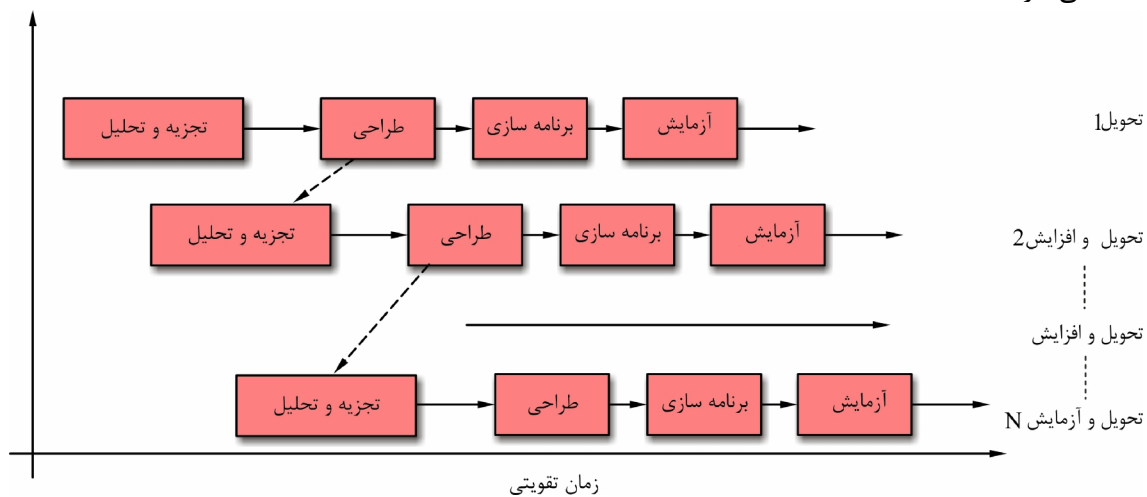 تجزیه و تحلیل
طراحی
برنامه سازی
آزمایش
تحویل1
تجزیه و تحلیل
طراحی
برنامه سازی
آزمایش
تحویل و افزایش2
تحویل و افزایش
تجزیه و تحلیل
طراحی
برنامه سازی
آزمایش
تحویل و آزمایش N
زمان تقویتی